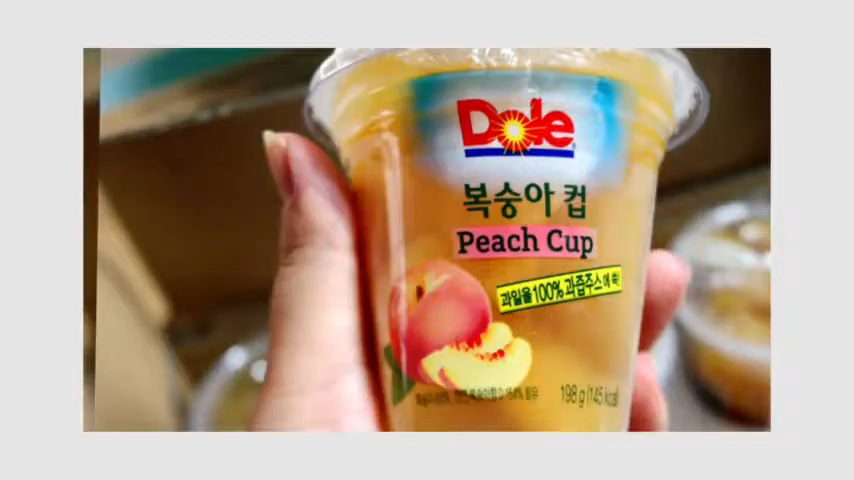 Dole
복숭아 컵
Peach Cup
과일을 100% 과즙주스에 쏙!
198 g (145 kcal